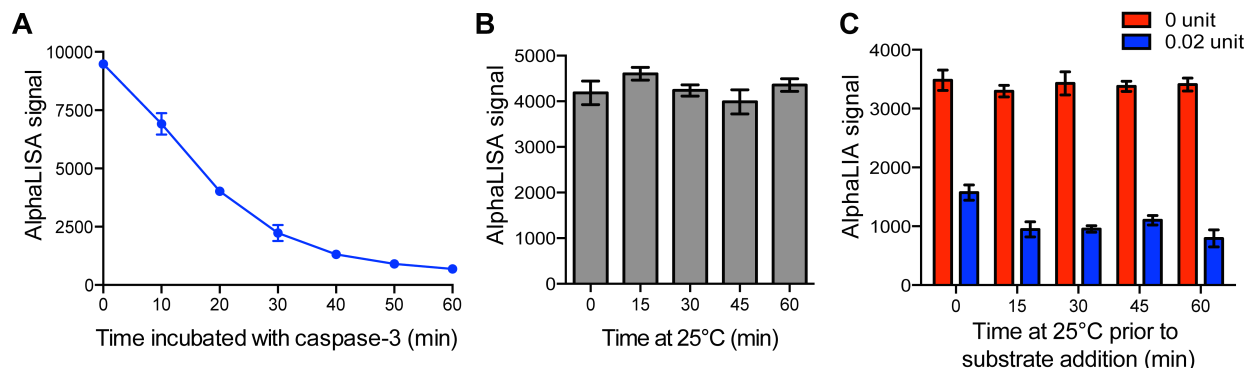 A
AlphaLISA signal
10000
7500
5000
2500
0
0 10 20 30 40 50 60
Time incubated with caspase-3 (min)
B
AlphaLISA signal
5000
4000
3000
2000
1000
0
0 15 30 45 60
Time at 25°C (min)
C
0 unit
0.02 unit
AlphaLIA signal
4000
3000
2000
1000
0
0 15 30 45 60
Time at 25°C prior to
substrate addition (min)